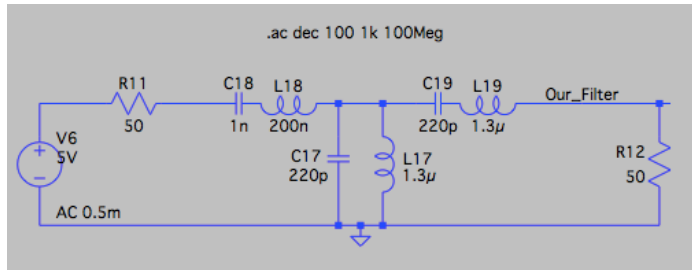 .ac dec 100 1k 100Meg
R11
50
C18
1n
L18
200n
C19
220p
L19
1.3µ
Our_Filter
V6
5V
AC 0.5m
C17
220p
L17
1.3µ
R12
50